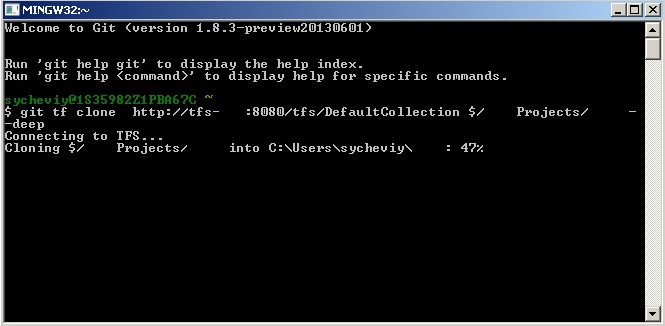 MINGW32:~
Welcome to Git (version 1.8.3-preview20130601)
Run 'git help git' to display the help index.
Run 'git help <command>' to display help for specific commands.
sycheviy@1S35982Z1PBA67C ~
$ git tf clone  http://tfs-   :8080/tfs/DefaultCollection $/    Projects/     -
-deep
Connecting to TFS...
Cloning $/    Projects/     into C:\Users\sycheviy\    : 47%